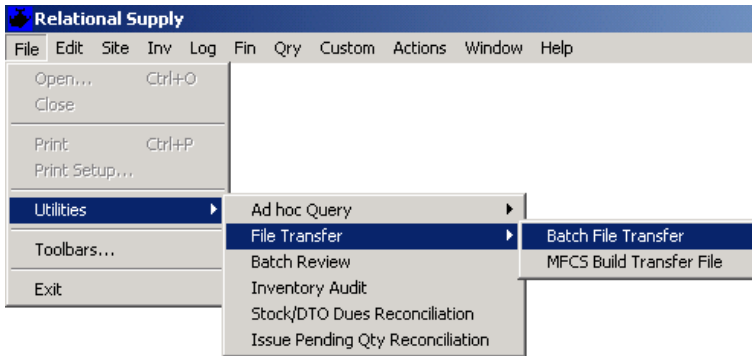 Relational Supply
File Edit Site Inv Log Fin Qry Custom Actions Window Help
Open... Ctrl+O
Close
Print Ctrl+P
Print Setup...
Utilities
Toolbars...
Exit
Ad hoc Query
File Transfer
Batch Review
Inventory Audit
Stock/DTO Dues Reconciliation
Issue Pending Qty Reconciliation
Batch File Transfer
MFCS Build Transfer File